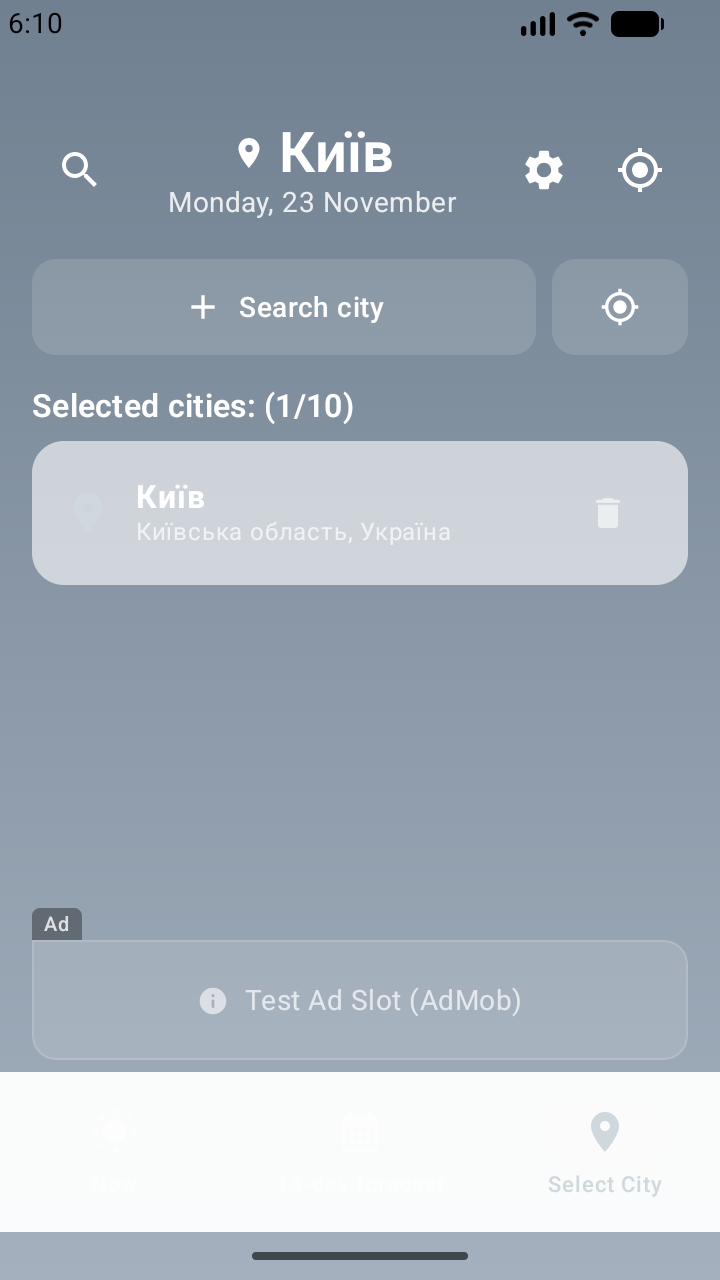 6:10
Київ
Monday, 23 November
Search city
Selected cities: (1/10)
Київ
Київська область, Україна
Ad
Test Ad Slot (AdMob)
Now
Select City